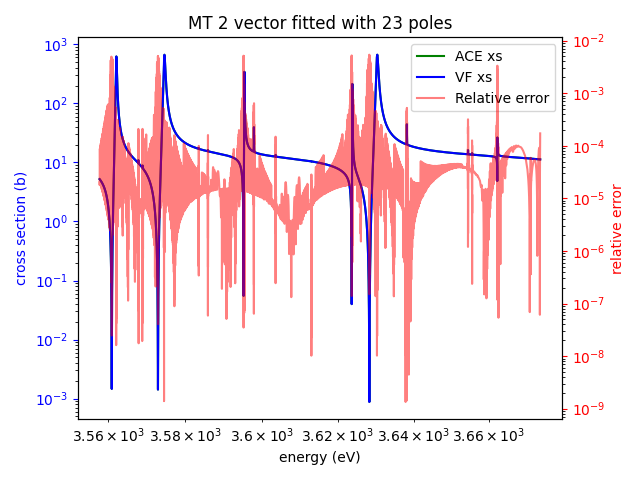 MT 2 vector fitted with 23 poles
10³
10²
10¹
10⁰
10⁻¹
10⁻²
10⁻³
cross section (b)
ACE xs
VF xs
Relative error
10⁻²
10⁻³
10⁻⁴
10⁻⁵
10⁻⁶
10⁻⁷
10⁻⁸
10⁻⁹
relative error
3.56 × 10³ 3.58 × 10³ 3.6 × 10³ 3.62 × 10³ 3.64 × 10³ 3.66 × 10³
energy (eV)